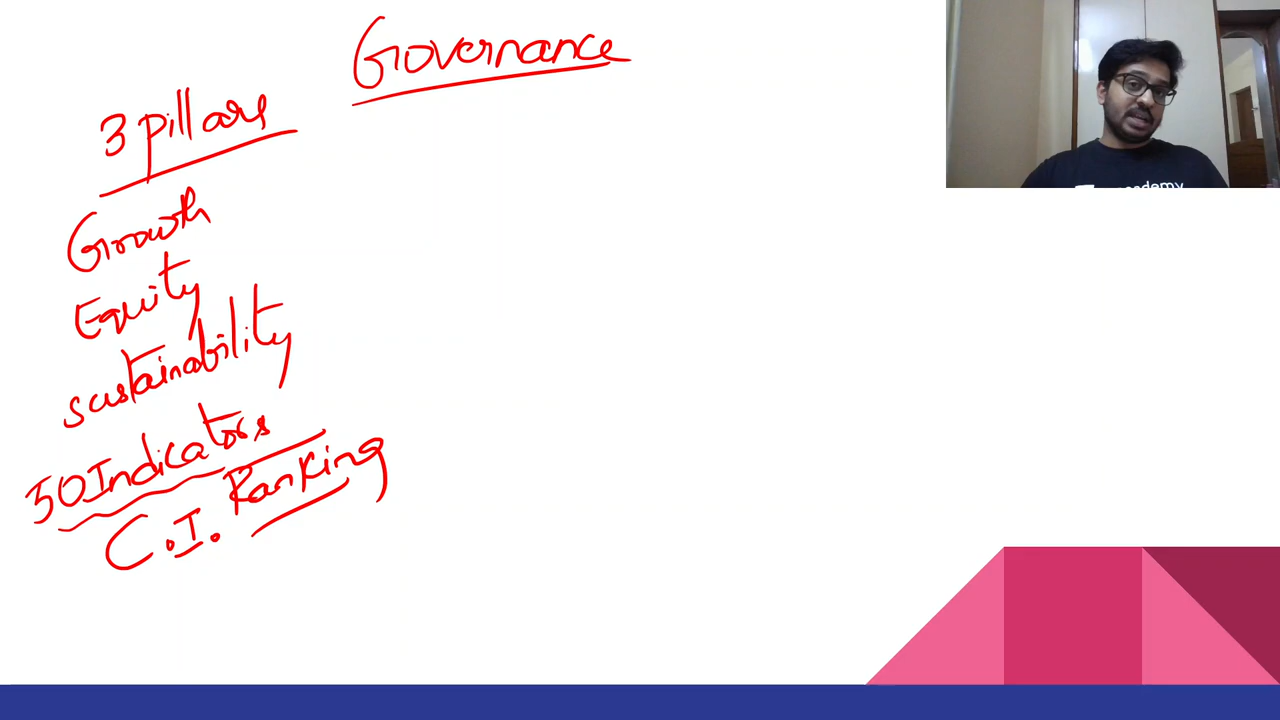 Governance
3 pillars
Growth
Equity
sustainability
50 Indicators
C.I. Ranking